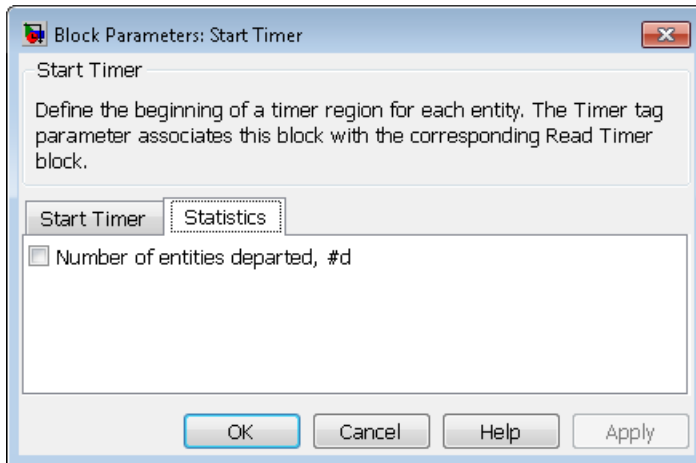 Block Parameters: Start Timer
Start Timer
Define the beginning of a timer region for each entity. The Timer tag
parameter associates this block with the corresponding Read Timer
block.
Start Timer Statistics
Number of entities departed, #d
OK Cancel Help Apply